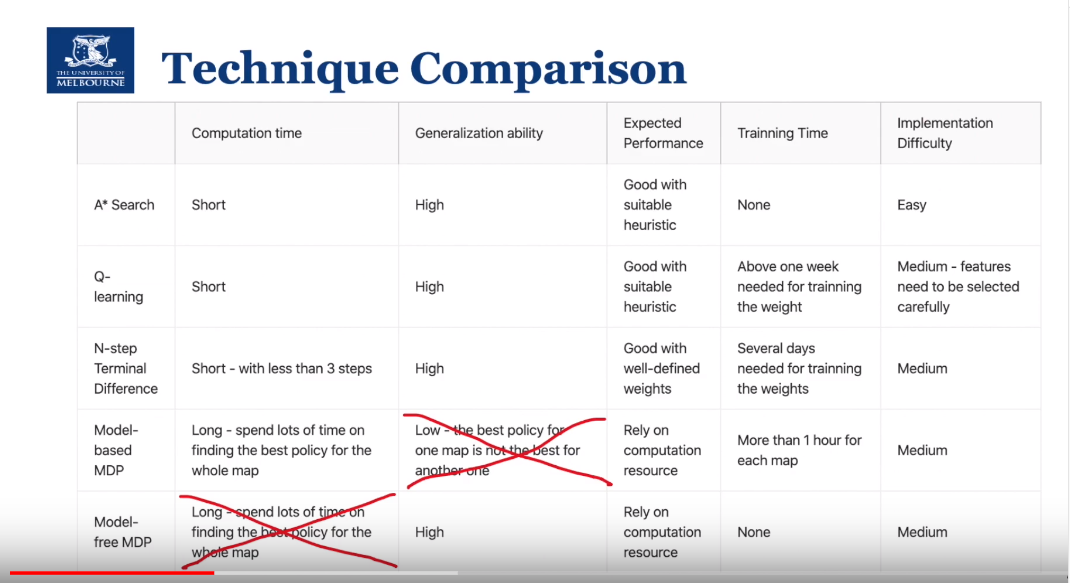 THE UNIVERSITY OF
MELBOURNE
Technique Comparison
Computation time
Generalization ability
Expected
Performance
Trainning Time
Implementation
Difficulty
A* Search
Short
High
Good with
suitable
heuristic
None
Easy
Q-
learning
Short
High
Good with
suitable
heuristic
Above one week
needed for trainning
the weight
Medium - features
need to be selected
carefully
N-step
Terminal
Difference
Short - with less than 3 steps
High
Good with
well-defined
weights
Several days
needed for trainning
the weights
Medium
Model-
based
MDP
Long - spend lots of time on
finding the best policy for the
whole map
Low - the best policy for
one map is not the best for
another one
Rely on
computation
resource
More than 1 hour for
each map
Medium
Model-
free MDP
Long - spend lots of time on
finding the best policy for the
whole map
High
Rely on
computation
resource
None
Medium